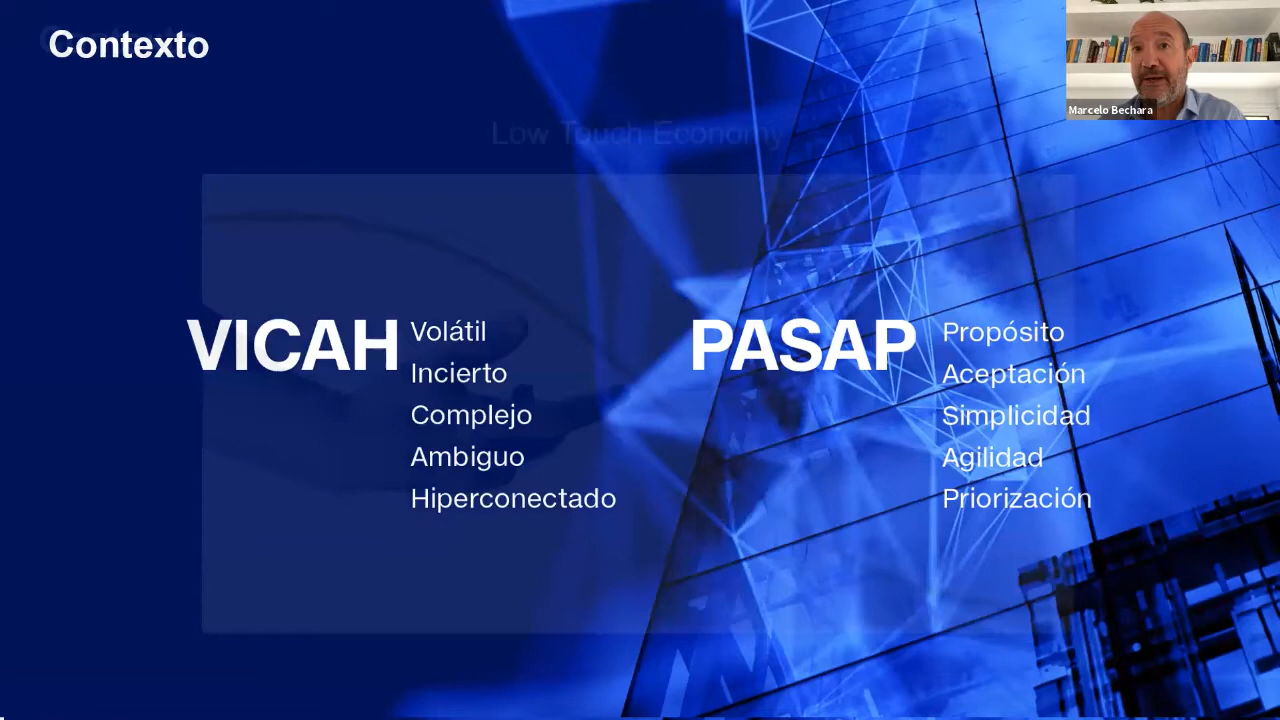 Contexto
Marcelo Bechara
Low Touch Economy
VICAH
Volátil
Incierto
Complejo
Ambiguo
Hiperconectado
PASAP
Propósito
Aceptación
Simplicidad
Agilidad
Priorización